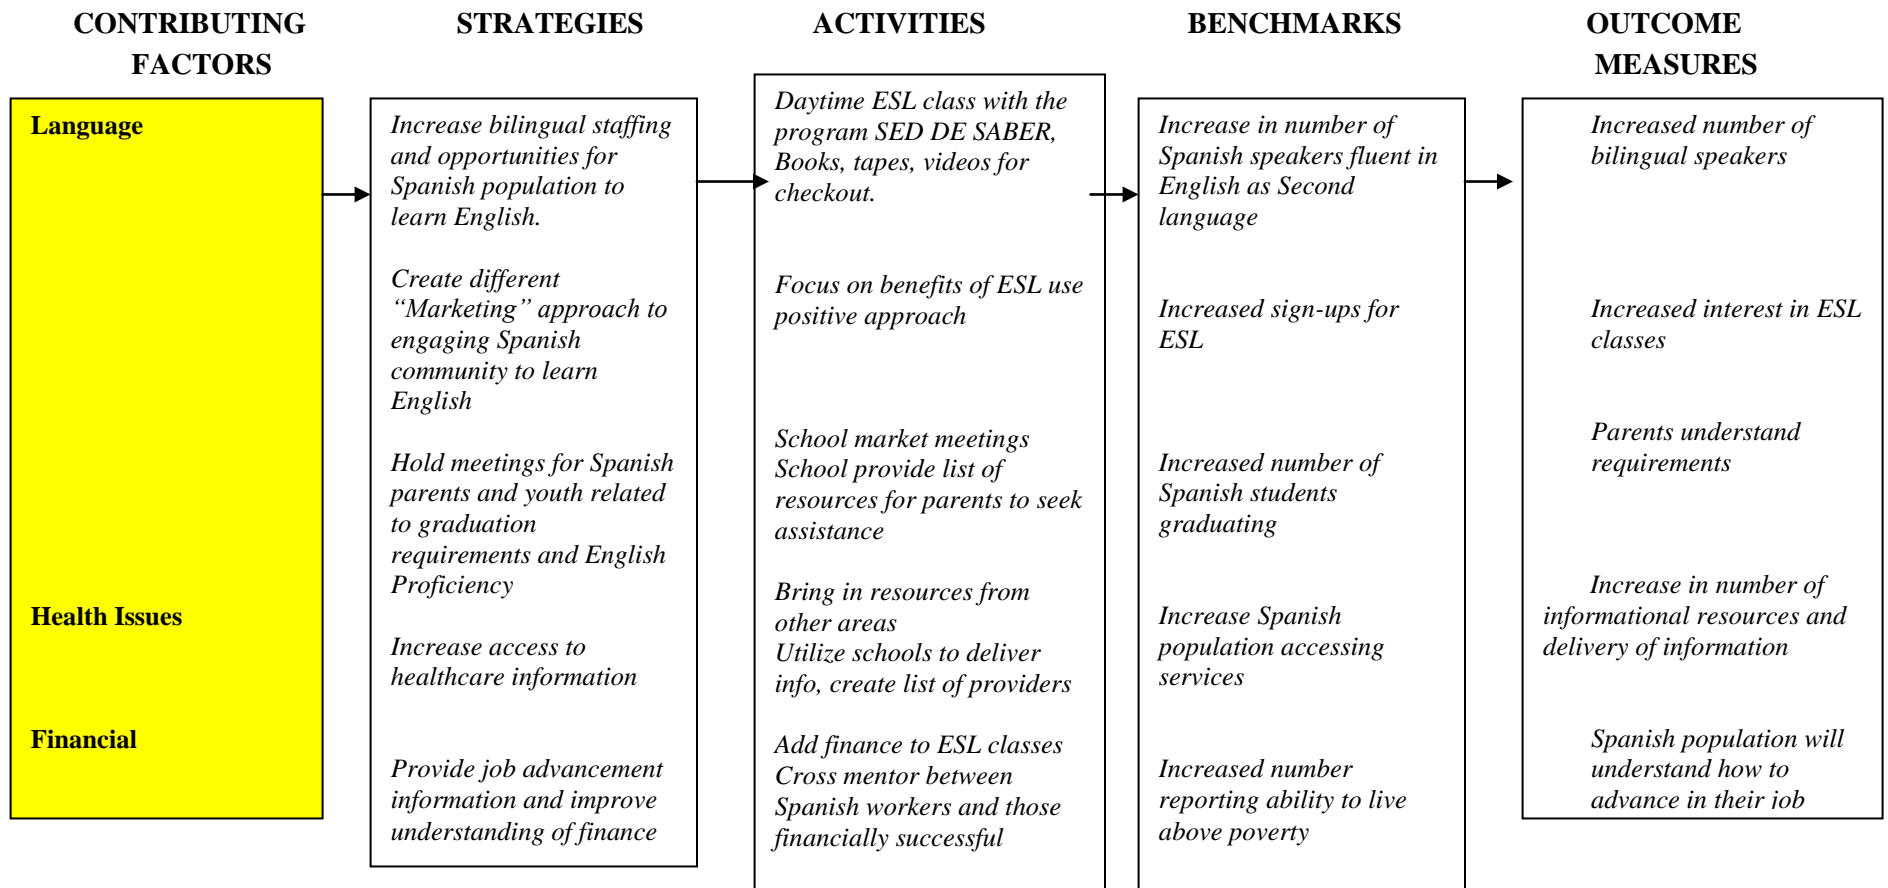 CONTRIBUTING
FACTORS
Language
Health Issues
Financial
STRATEGIES
Increase bilingual staffing
and opportunities for
Spanish population to
learn English.
Create different
“Marketing” approach to
engaging Spanish
community to learn
English
Hold meetings for Spanish
parents and youth related
to graduation
requirements and English
Proficiency
Increase access to
healthcare information
Provide job advancement
information and improve
understanding of finance
ACTIVITIES
Daytime ESL class with the
program SED DE SABER,
Books, tapes, videos for
checkout.
Focus on benefits of ESL use
positive approach
School market meetings
School provide list of
resources for parents to seek
assistance
Bring in resources from
other areas
Utilize schools to deliver
info, create list of providers
Add finance to ESL classes
Cross mentor between
Spanish workers and those
financially successful
BENCHMARKS
Increase in number of
Spanish speakers fluent in
English as Second
language
Increased sign-ups for
ESL
Increased number of
Spanish students
graduating
Increase Spanish
population accessing
services
Increased number
reporting ability to live
above poverty
OUTCOME
MEASURES
Increased number of
bilingual speakers
Increased interest in ESL
classes
Parents understand
requirements
Increase in number of
informational resources and
delivery of information
Spanish population will
understand how to
advance in their job